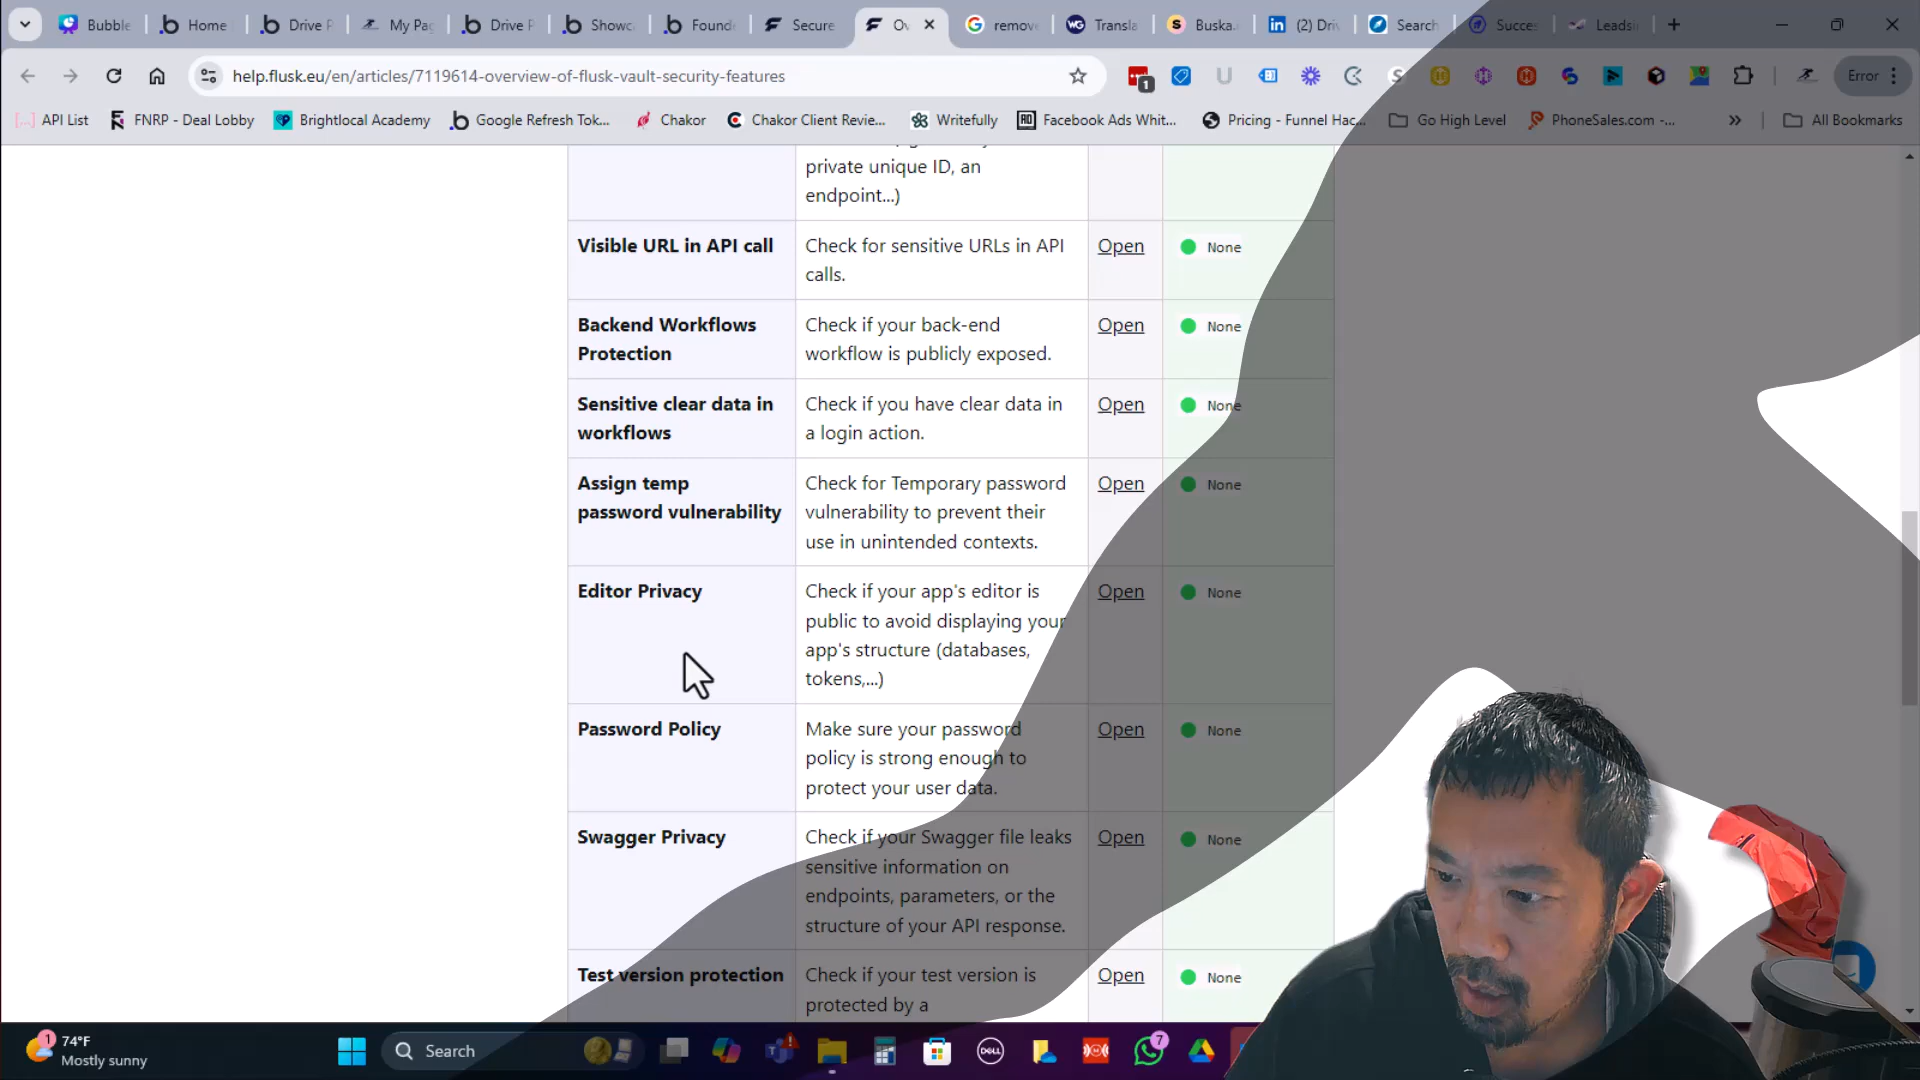 Bubble
Home
Drive P
My Pag
Drive P
Showc
Found
Secure
Ov
remov
Transla
Buska.
(2) Driv
Search
Succes
Leadsi
help.flusk.eu/en/articles/7119614-overview-of-flusk-vault-security-features
1
Error
API List
FNRP - Deal Lobby
Brightlocal Academy
Google Refresh Tok...
Chakor
Chakor Client Revie...
Writefully
Facebook Ads Whit...
Pricing - Funnel Hac...
Go High Level
PhoneSales.com -...
All Bookmarks
private unique ID, an
endpoint...)
Visible URL in API call
Check for sensitive URLs in API
calls.
Open
None
Backend Workflows
Protection
Check if your back-end
workflow is publicly exposed.
Open
None
Sensitive clear data in
workflows
Check if you have clear data in
a login action.
Open
None
Assign temp
password vulnerability
Check for Temporary password
vulnerability to prevent their
use in unintended contexts.
Open
None
Editor Privacy
Check if your app's editor is
public to avoid displaying your
app's structure (databases,
tokens,...)
Open
None
Password Policy
Make sure your password
policy is strong enough to
protect your user data.
Open
None
Swagger Privacy
Check if your Swagger file leaks
sensitive information on
endpoints, parameters, or the
structure of your API response.
Open
None
Test version protection
Check if your test version is
protected by a
Open
None
1
74°F
Mostly sunny
Search
DELL
7